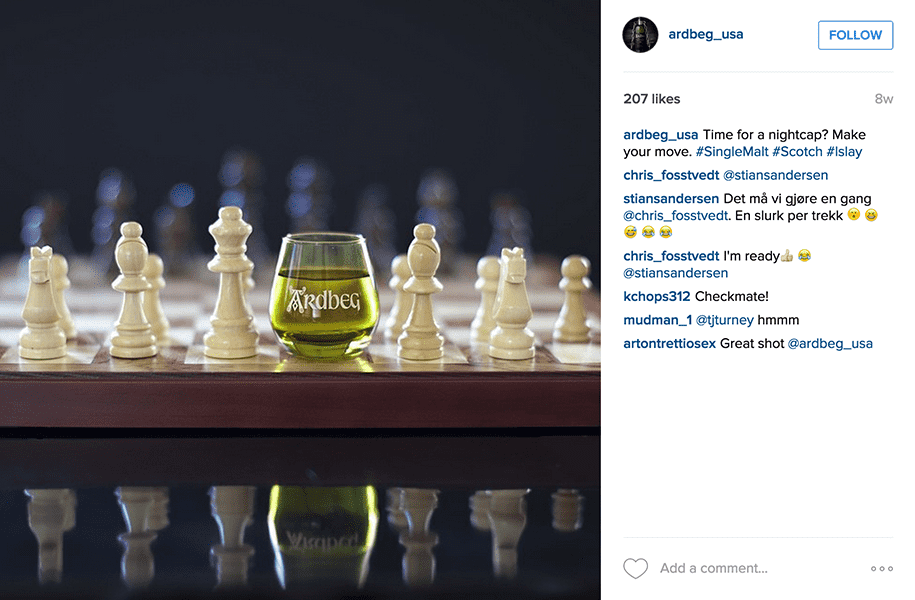 ARDBEG
ardbeg_usa
FOLLOW
207 likes
8w
ardbeg_usa Time for a nightcap? Make
your move. #SingleMalt #Scotch #Islay
chris_fosstvedt @stiansandersen
stiansandersen Det må vi gjøre en gang
@chris_fosstvedt. En slurk per trekk 😲 😄
😅 😂 😂
chris_fosstvedt I'm ready👍 😂
@stiansandersen
kchops312 Checkmate!
mudman_1 @tjturney hmmm
artontrettiosex Great shot @ardbeg_usa
Add a comment...